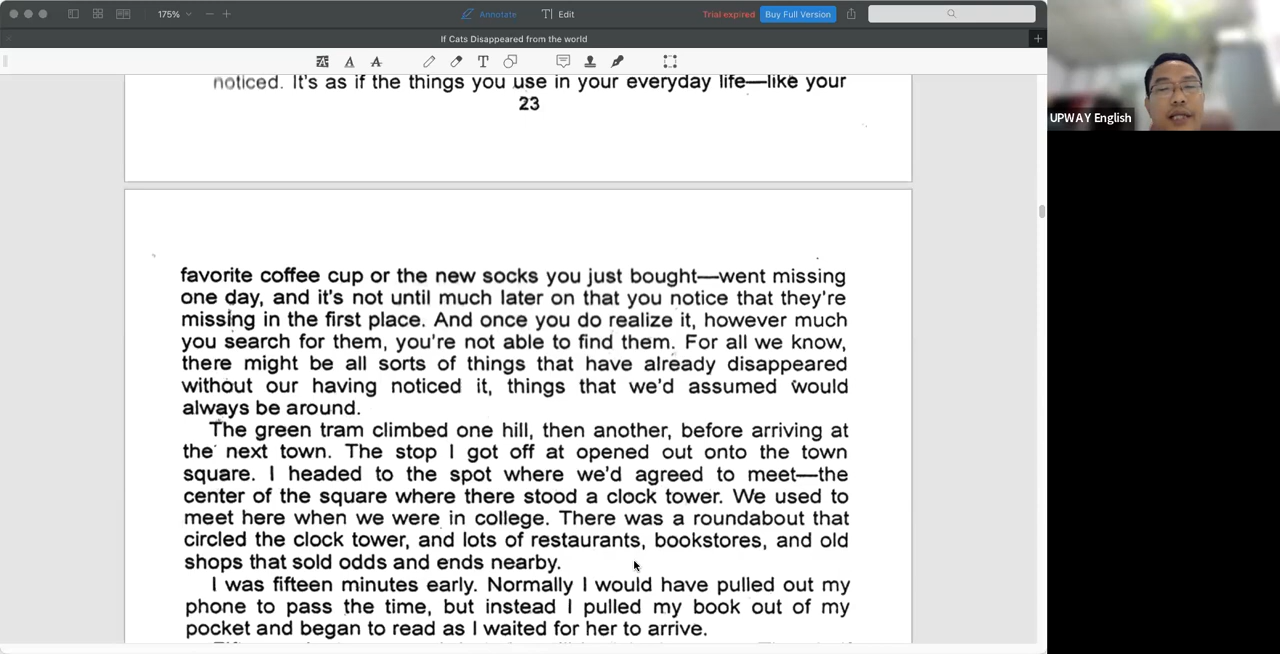 175%
Annotate
Edit
Trial expired
Buy Full Version
If Cats Disappeared from the world
noticed. It's as if the things you use in your everyday life—like your
23
favorite coffee cup or the new socks you just bought—went missing
one day, and it's not until much later on that you notice that they're
missing in the first place. And once you do realize it, however much
you search for them, you're not able to find them. For all we know,
there might be all sorts of things that have already disappeared
without our having noticed it, things that we'd assumed would
always be around.
The green tram climbed one hill, then another, before arriving at
the next town. The stop I got off at opened out onto the town
square. I headed to the spot where we'd agreed to meet—the
center of the square where there stood a clock tower. We used to
meet here when we were in college. There was a roundabout that
circled the clock tower, and lots of restaurants, bookstores, and old
shops that sold odds and ends nearby.
I was fifteen minutes early. Normally I would have pulled out my
phone to pass the time, but instead I pulled my book out of my
pocket and began to read as I waited for her to arrive.
UPWAY English